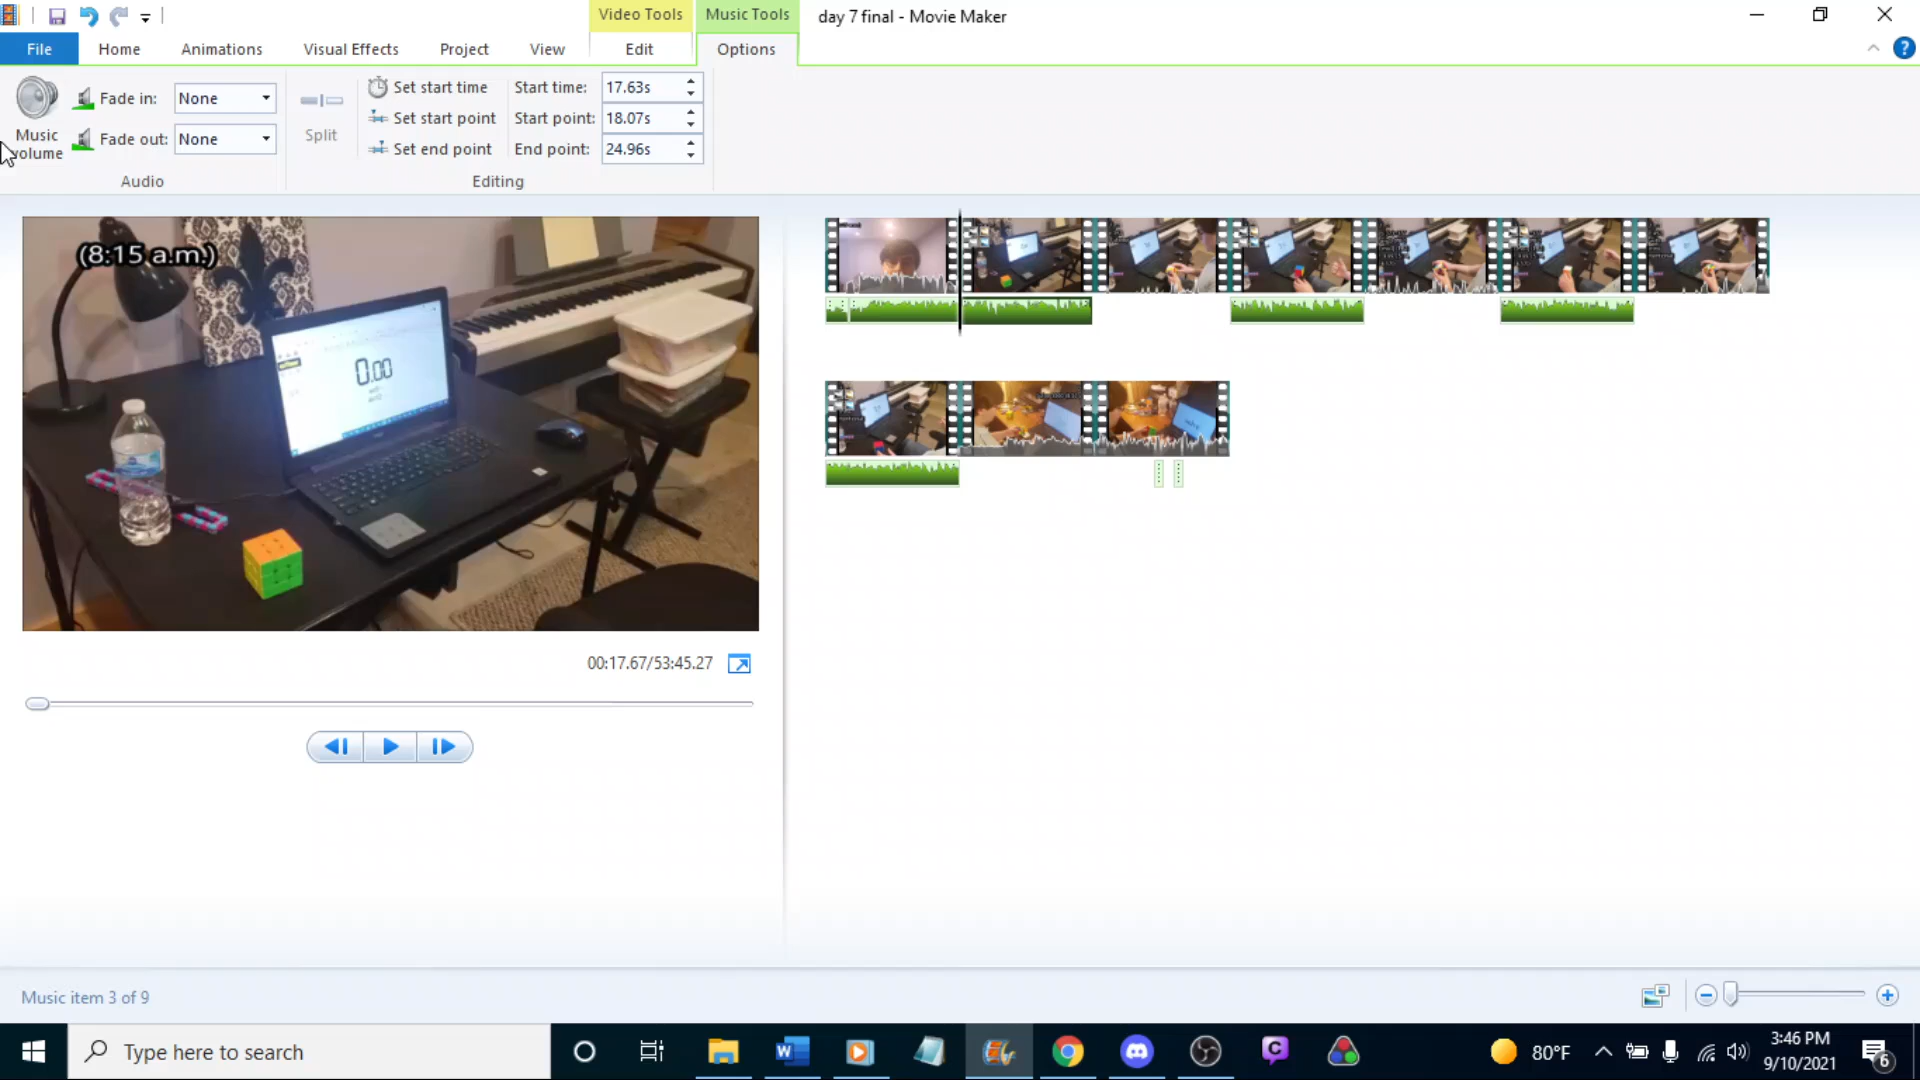 Video Tools
Music Tools
day 7 final - Movie Maker
File
Home
Animations
Visual Effects
Project
View
Edit
Options
Music
volume
Fade in:
None
Fade out:
None
Audio
Split
Set start time
Set start point
Set end point
Start time:
17.63s
Start point:
18.07s
End point:
24.96s
Editing
(8:15 a.m.)
0.00
00:17.67/53:45.27
Music item 3 of 9
Type here to search
80°F
3:46 PM
9/10/2021
6